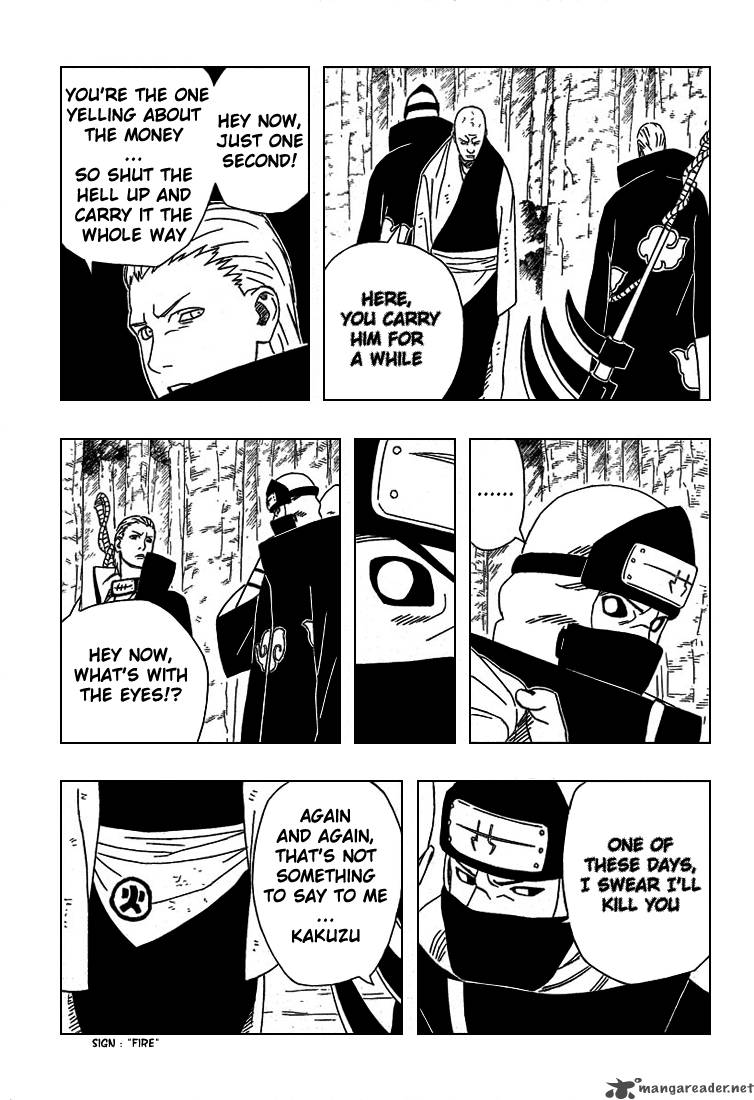 HERE,
YOU CARRY
HIM FOR
A WHILE
HEY NOW,
JUST ONE
SECOND!
YOU'RE THE ONE
YELLING ABOUT
THE MONEY
...
SO SHUT THE
HELL UP AND
CARRY IT THE
WHOLE WAY
.......
HEY NOW,
WHAT'S WITH
THE EYES!?
ONE OF
THESE DAYS,
I SWEAR I'LL
KILL YOU
AGAIN
AND AGAIN,
THAT'S NOT
SOMETHING
TO SAY TO ME
...
KAKUZU
火
SIGN : "FIRE"
mangareader.net